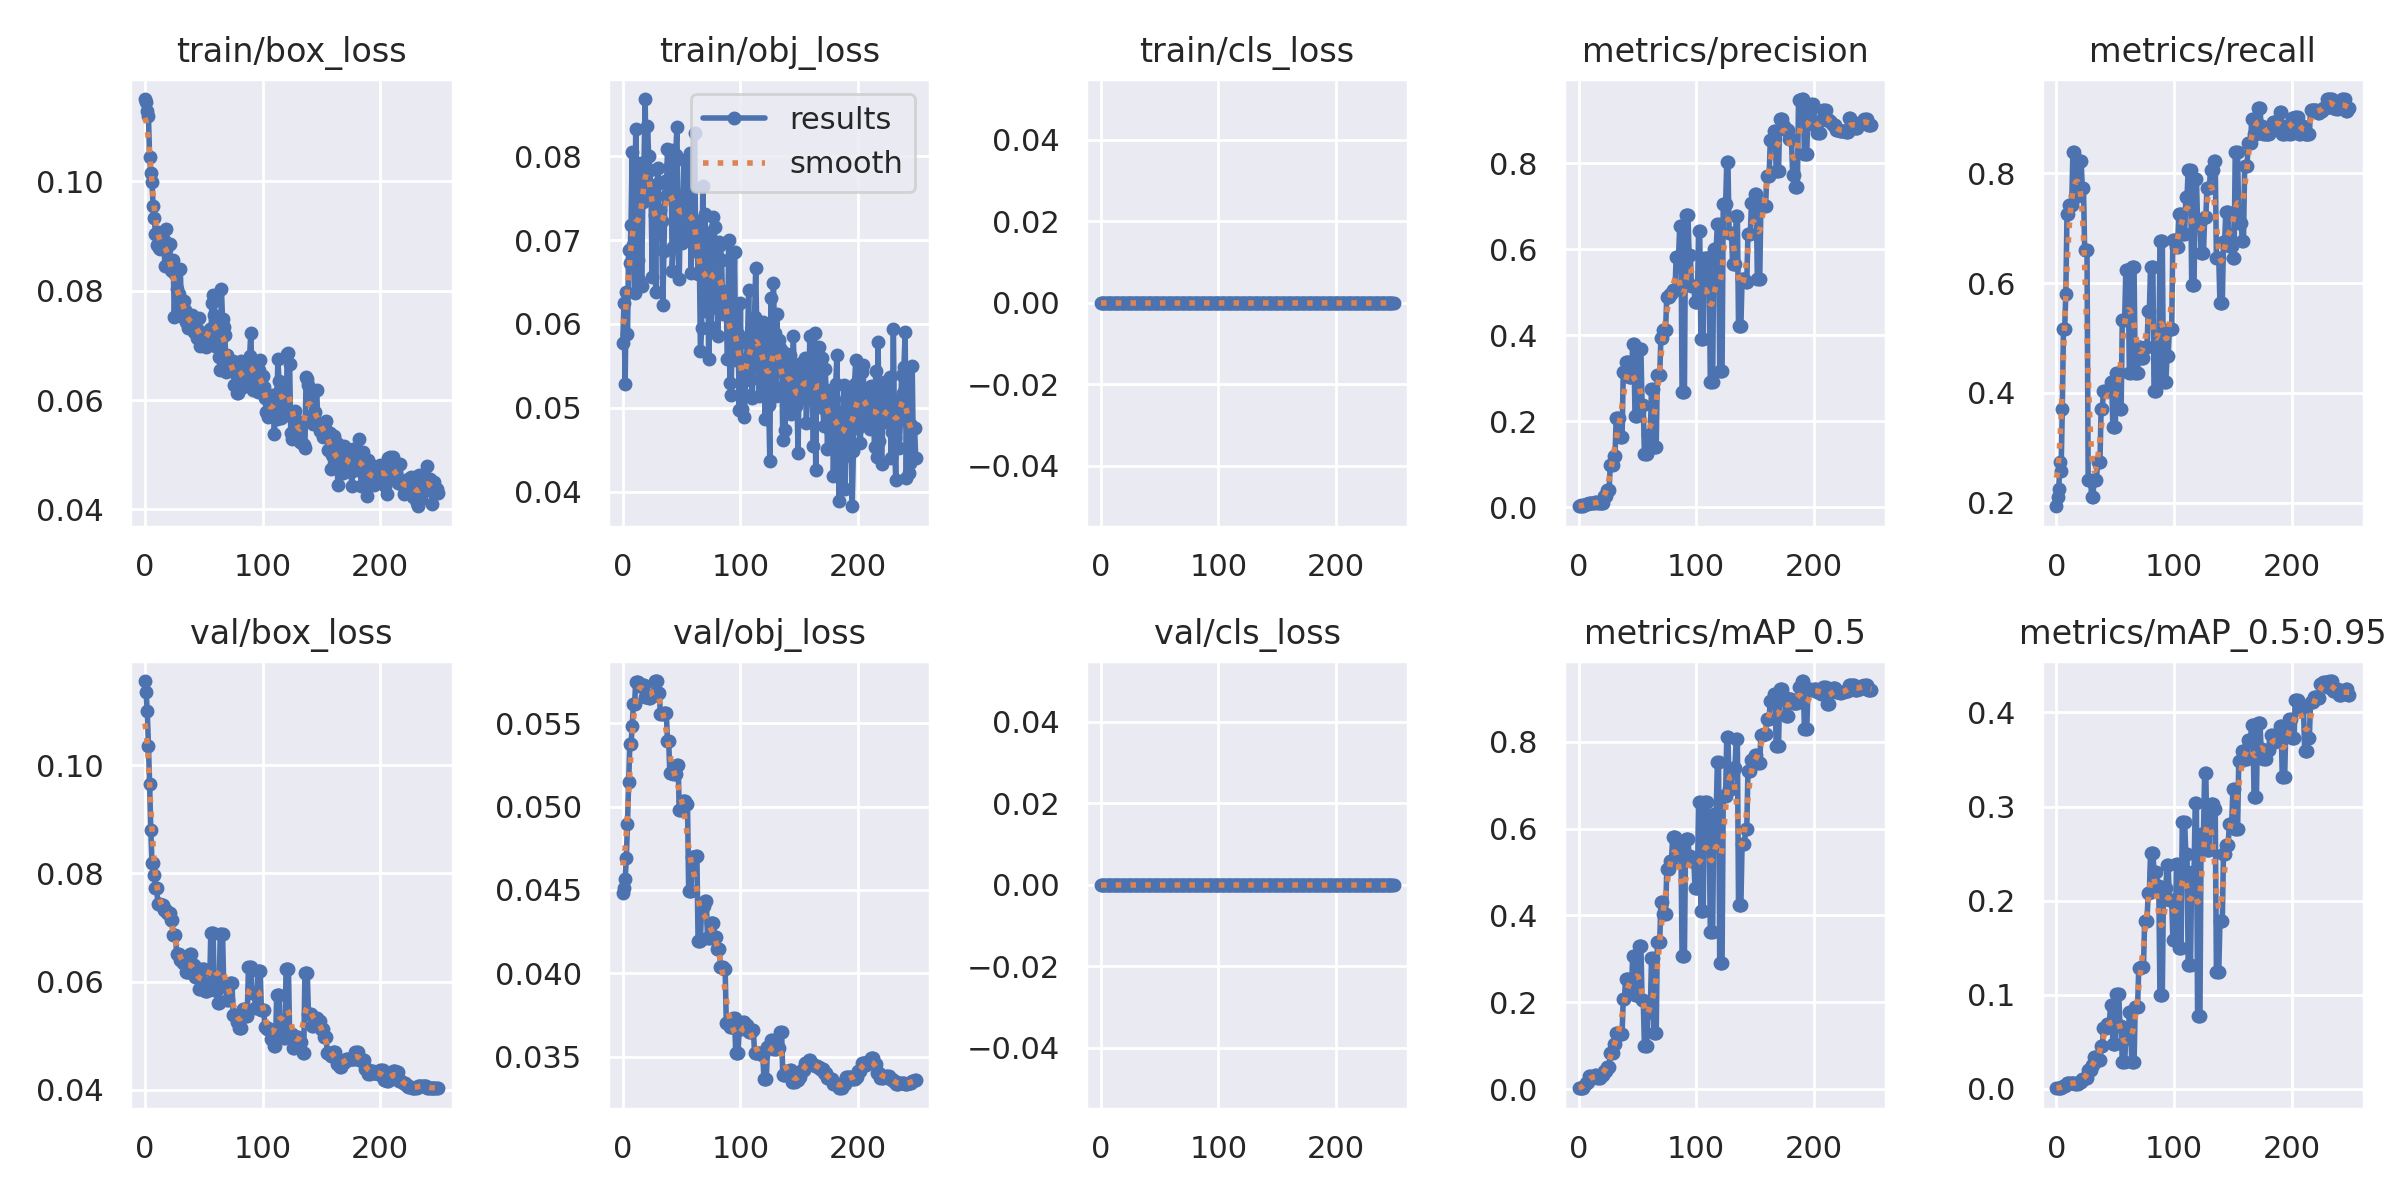 train/box_loss
train/obj_loss
train/cls_loss
metrics/precision
metrics/recall
0.10
0.08
0.06
0.04
0 100 200
results
smooth
0.08
0.07
0.06
0.05
0.04
0 100 200
0.04
0.02
0.00
−0.02
−0.04
0 100 200
0.8
0.6
0.4
0.2
0.0
0 100 200
0.8
0.6
0.4
0.2
0 100 200
val/box_loss
val/obj_loss
val/cls_loss
metrics/mAP_0.5
metrics/mAP_0.5:0.95
0.10
0.08
0.06
0.04
0 100 200
0.055
0.050
0.045
0.040
0.035
0 100 200
0.04
0.02
0.00
−0.02
−0.04
0 100 200
0.8
0.6
0.4
0.2
0.0
0 100 200
0.4
0.3
0.2
0.1
0.0
0 100 200